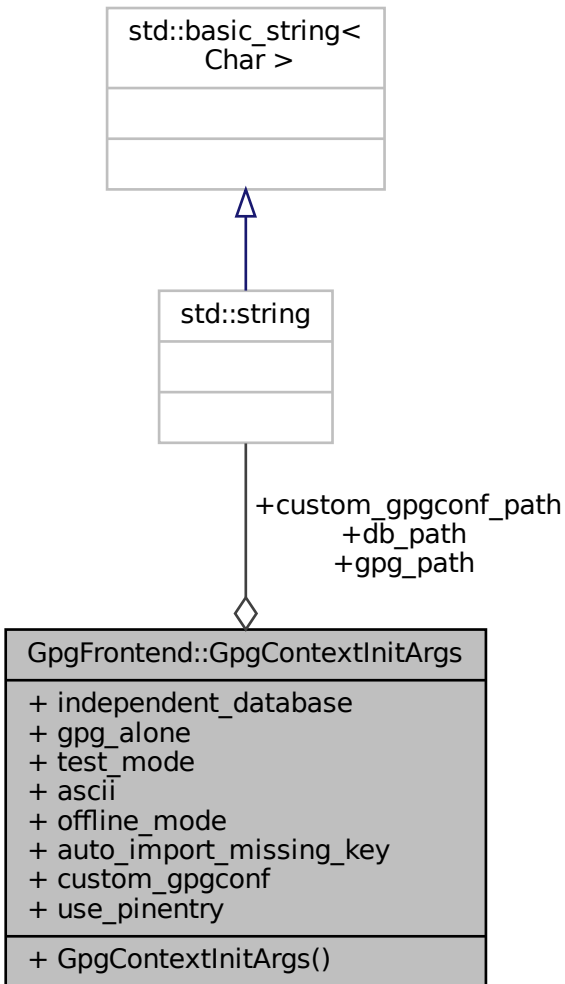 std::basic_string<
Char >
std::string
+custom_gpgconf_path
+db_path
+gpg_path
GpgFrontend::GpgContextInitArgs
+ independent_database
+ gpg_alone
+ test_mode
+ ascii
+ offline_mode
+ auto_import_missing_key
+ custom_gpgconf
+ use_pinentry
+ GpgContextInitArgs()